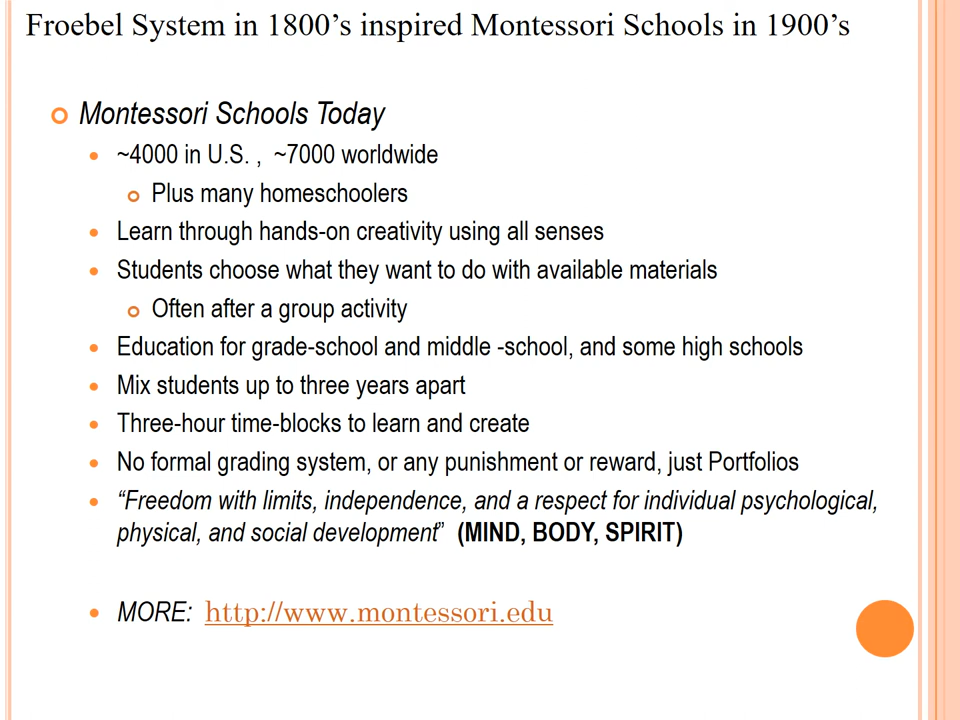 Froebel System in 1800’s inspired Montessori Schools in 1900’s
Montessori Schools Today
~4000 in U.S. , ~7000 worldwide
Plus many homeschoolers
Learn through hands-on creativity using all senses
Students choose what they want to do with available materials
Often after a group activity
Education for grade-school and middle -school, and some high schools
Mix students up to three years apart
Three-hour time-blocks to learn and create
No formal grading system, or any punishment or reward, just Portfolios
“Freedom with limits, independence, and a respect for individual psychological,
physical, and social development” (MIND, BODY, SPIRIT)
MORE: http://www.montessori.edu